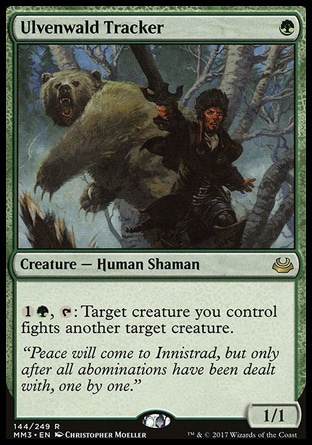 Ulvenwald Tracker
Creature — Human Shaman
1, : Target creature you control
fights another target creature.
“Peace will come to Innistrad, but only
after all abominations have been dealt
with, one by one.”
144/249 R
MM3 • EN Christopher Moeller
™ & © 2017 Wizards of the Coast
1/1